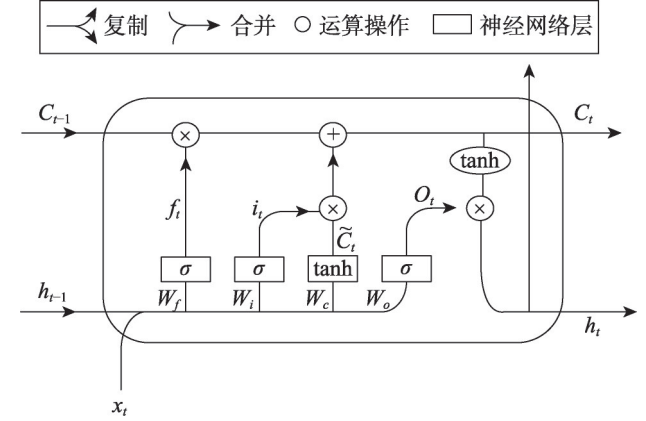 复制 合并 运算操作 神经网络层
C_{t-1} × + C_t
tanh
f_t i_t × O_t ×
C̃_t
σ σ tanh σ
h_{t-1} W_f W_i W_c W_o
h_t
x_t